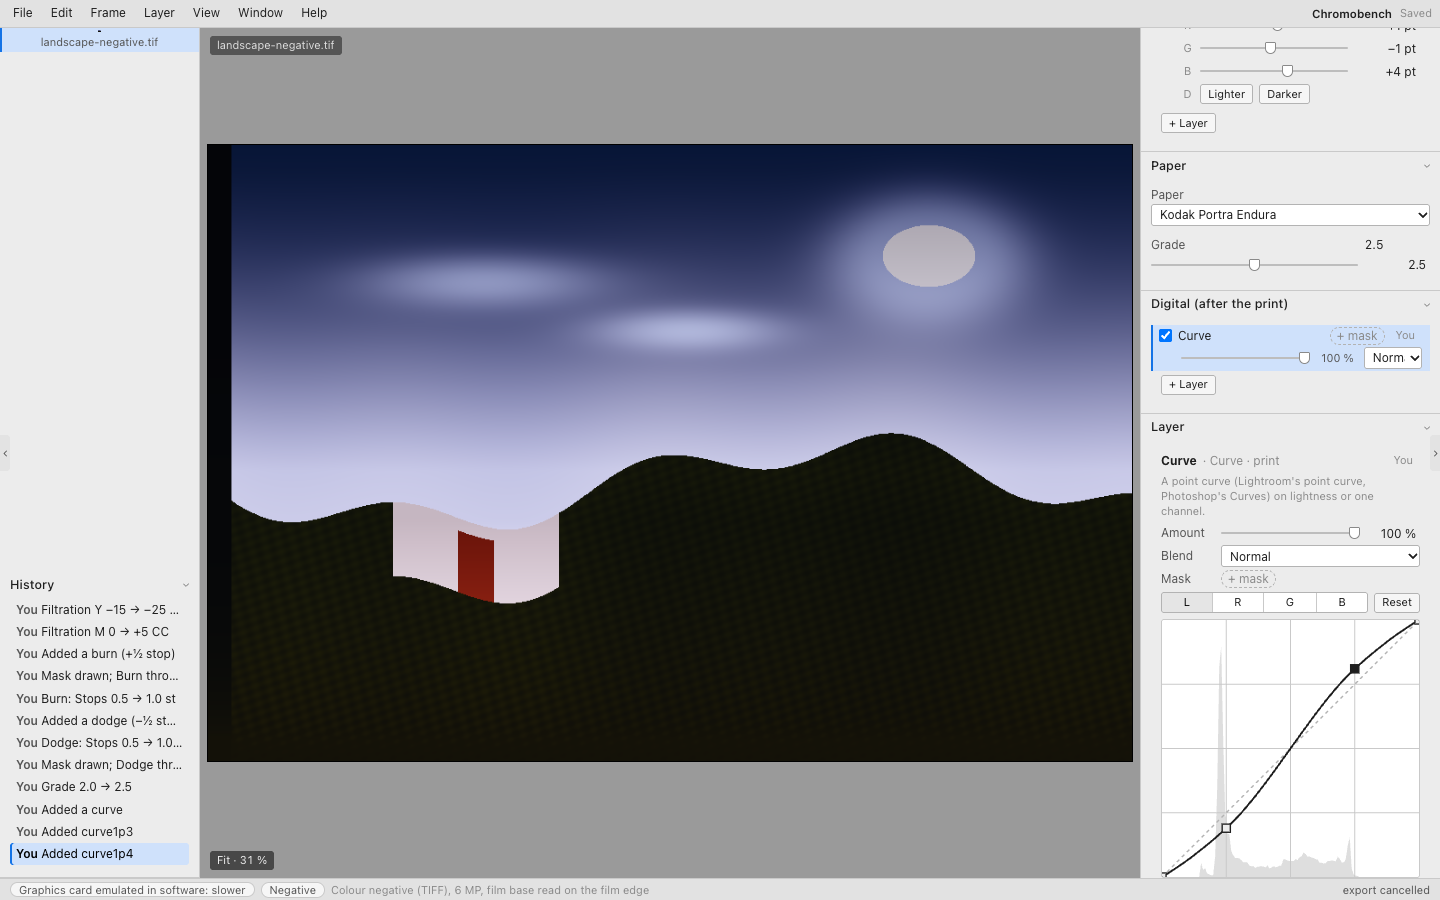 File Edit Frame Layer View Window Help
Chromobench Saved
landscape-negative.tif
landscape-negative.tif
G −1 pt
B +4 pt
D Lighter Darker
+ Layer
Paper
Paper
Kodak Portra Endura
Grade 2.5
2.5
Digital (after the print)
Curve + mask You
100 % Norm
+ Layer
Layer
Curve · Curve · print You
A point curve (Lightroom's point curve,
Photoshop's Curves) on lightness or one
channel.
Amount 100 %
Blend Normal
Mask + mask
L R G B Reset
History
You Filtration Y −15 → −25 ...
You Filtration M 0 → +5 CC
You Added a burn (+½ stop)
You Mask drawn; Burn thro...
You Burn: Stops 0.5 → 1.0 st
You Added a dodge (−½ st...
You Dodge: Stops 0.5 → 1.0...
You Mask drawn; Dodge thr...
You Grade 2.0 → 2.5
You Added a curve
You Added curve1p3
You Added curve1p4
Fit · 31 %
Graphics card emulated in software: slower Negative Colour negative (TIFF), 6 MP, film base read on the film edge
export cancelled